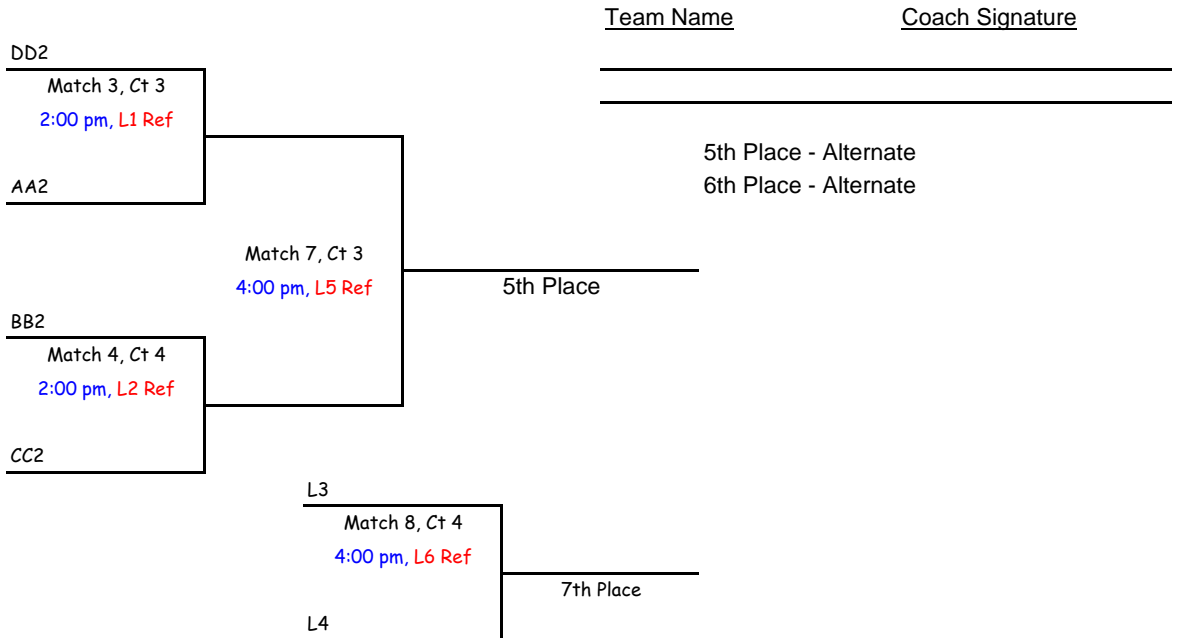 Team Name Coach Signature
DD2
Match 3, Ct 3
2:00 pm, L1 Ref
5th Place - Alternate
AA2
6th Place - Alternate
Match 7, Ct 3
4:00 pm, L5 Ref
5th Place
BB2
Match 4, Ct 4
2:00 pm, L2 Ref
CC2
L3
Match 8, Ct 4
4:00 pm, L6 Ref
7th Place
L4